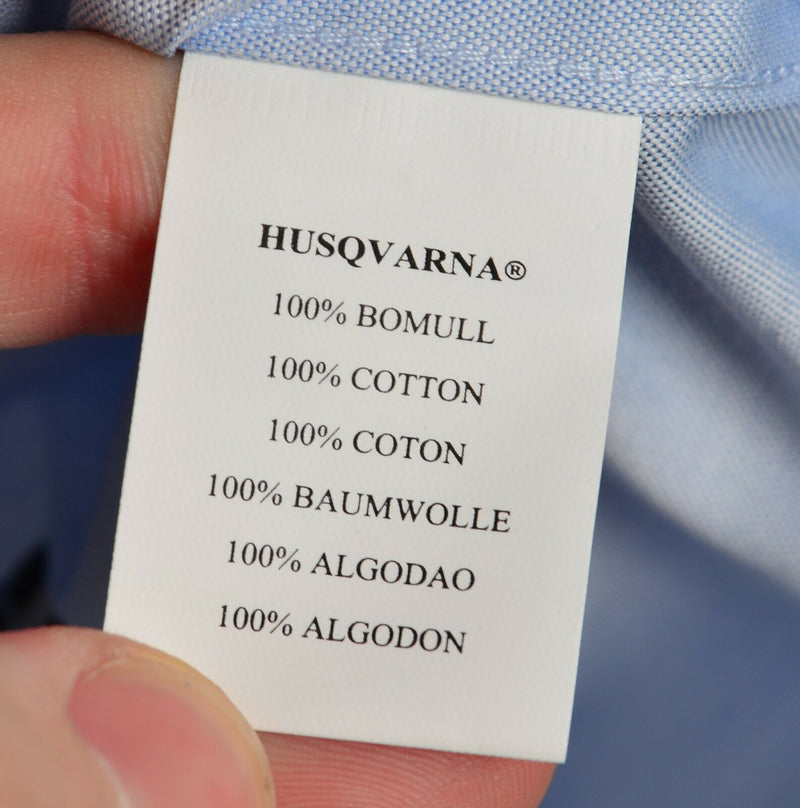 HUSQVARNA®
100% BOMULL
100% COTTON
100% COTON
100% BAUMWOLLE
100% ALGODAO
100% ALGODON